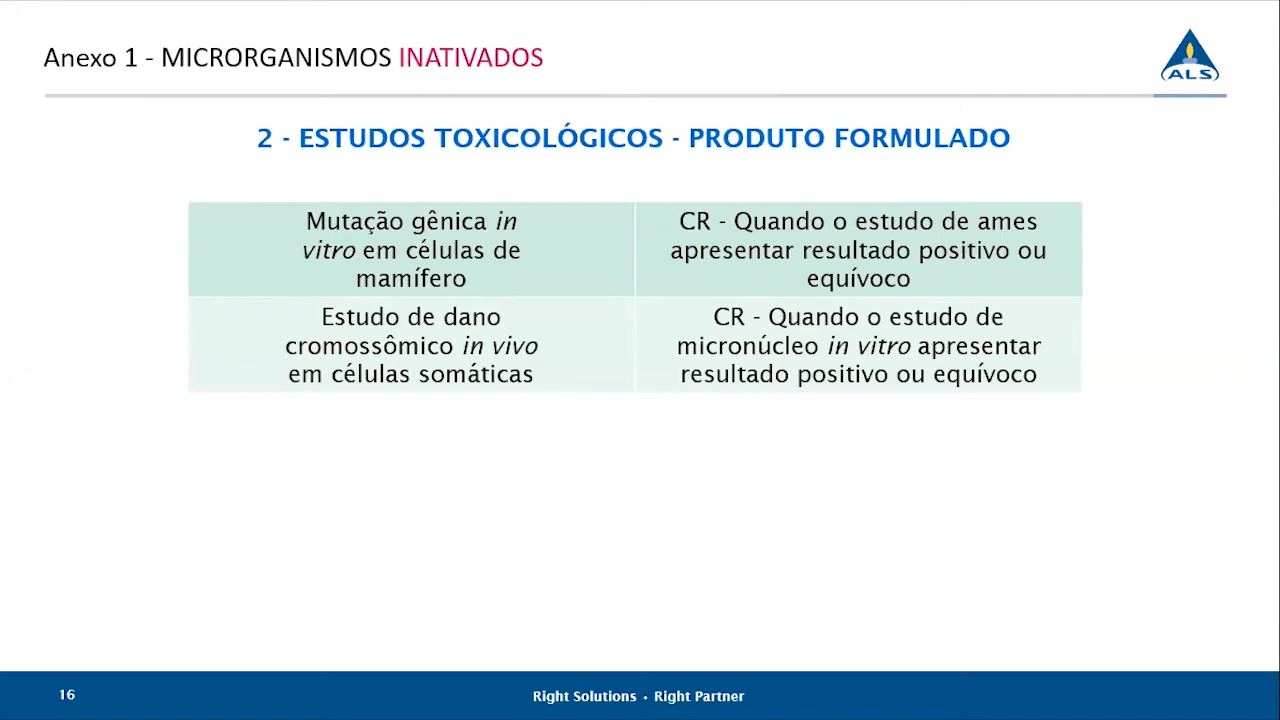 Anexo 1 - MICRORGANISMOS INATIVADOS
ALS
2 - ESTUDOS TOXICOLÓGICOS - PRODUTO FORMULADO
Mutação gênica in
vitro em células de
mamífero
CR - Quando o estudo de ames
apresentar resultado positivo ou
equívoco
Estudo de dano
cromossômico in vivo
em células somáticas
CR - Quando o estudo de
micronúcleo in vitro apresentar
resultado positivo ou equívoco
16
Right Solutions • Right Partner